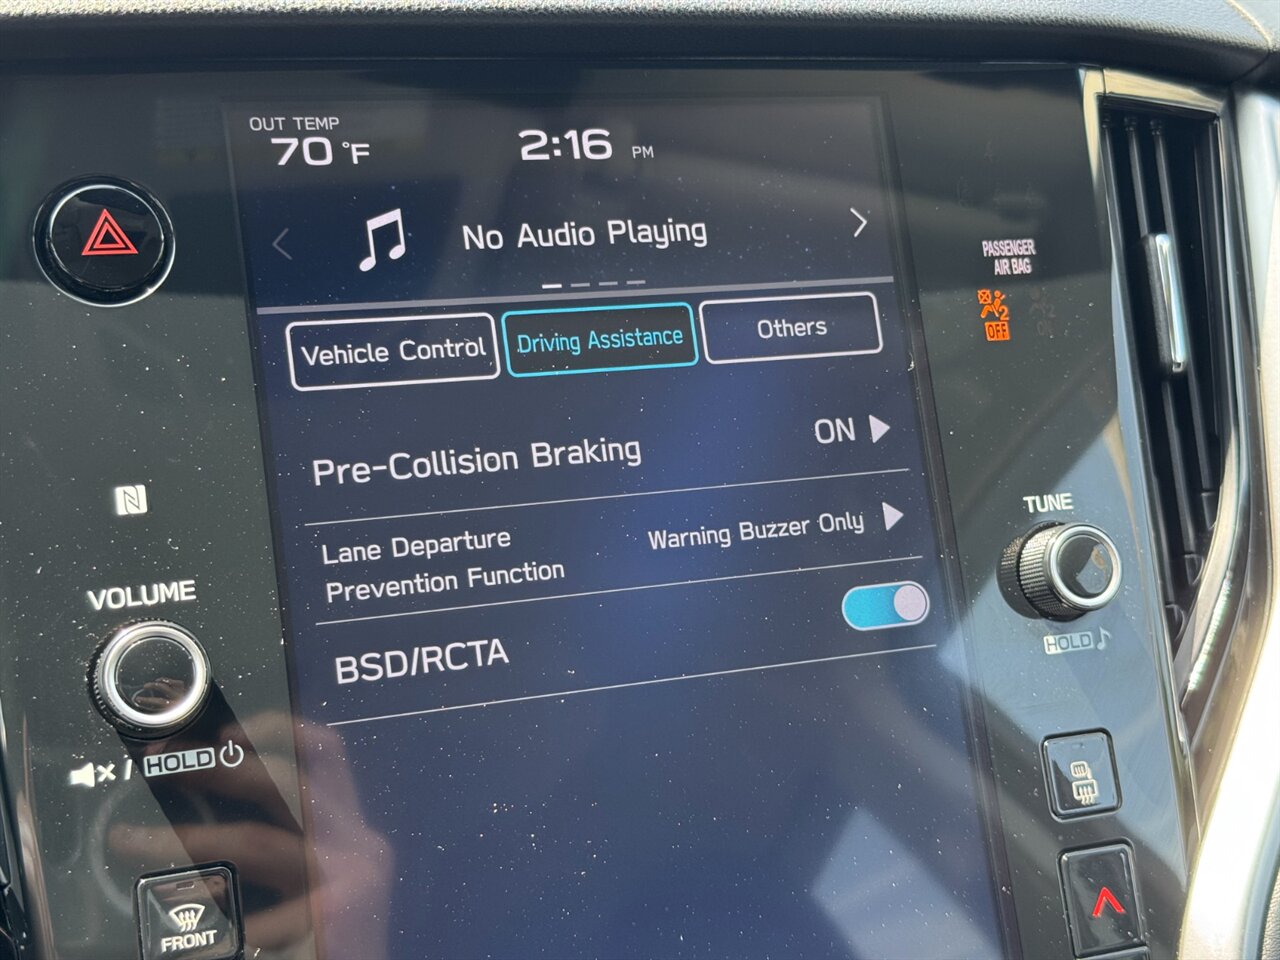 OUT TEMP
70 °F
2:16 PM
No Audio Playing
PASSENGER
AIR BAG
2
OFF
Vehicle Control
Driving Assistance
Others
Pre-Collision Braking
ON
Lane Departure
Prevention Function
Warning Buzzer Only
BSD/RCTA
TUNE
HOLD
VOLUME
/ HOLD
FRONT